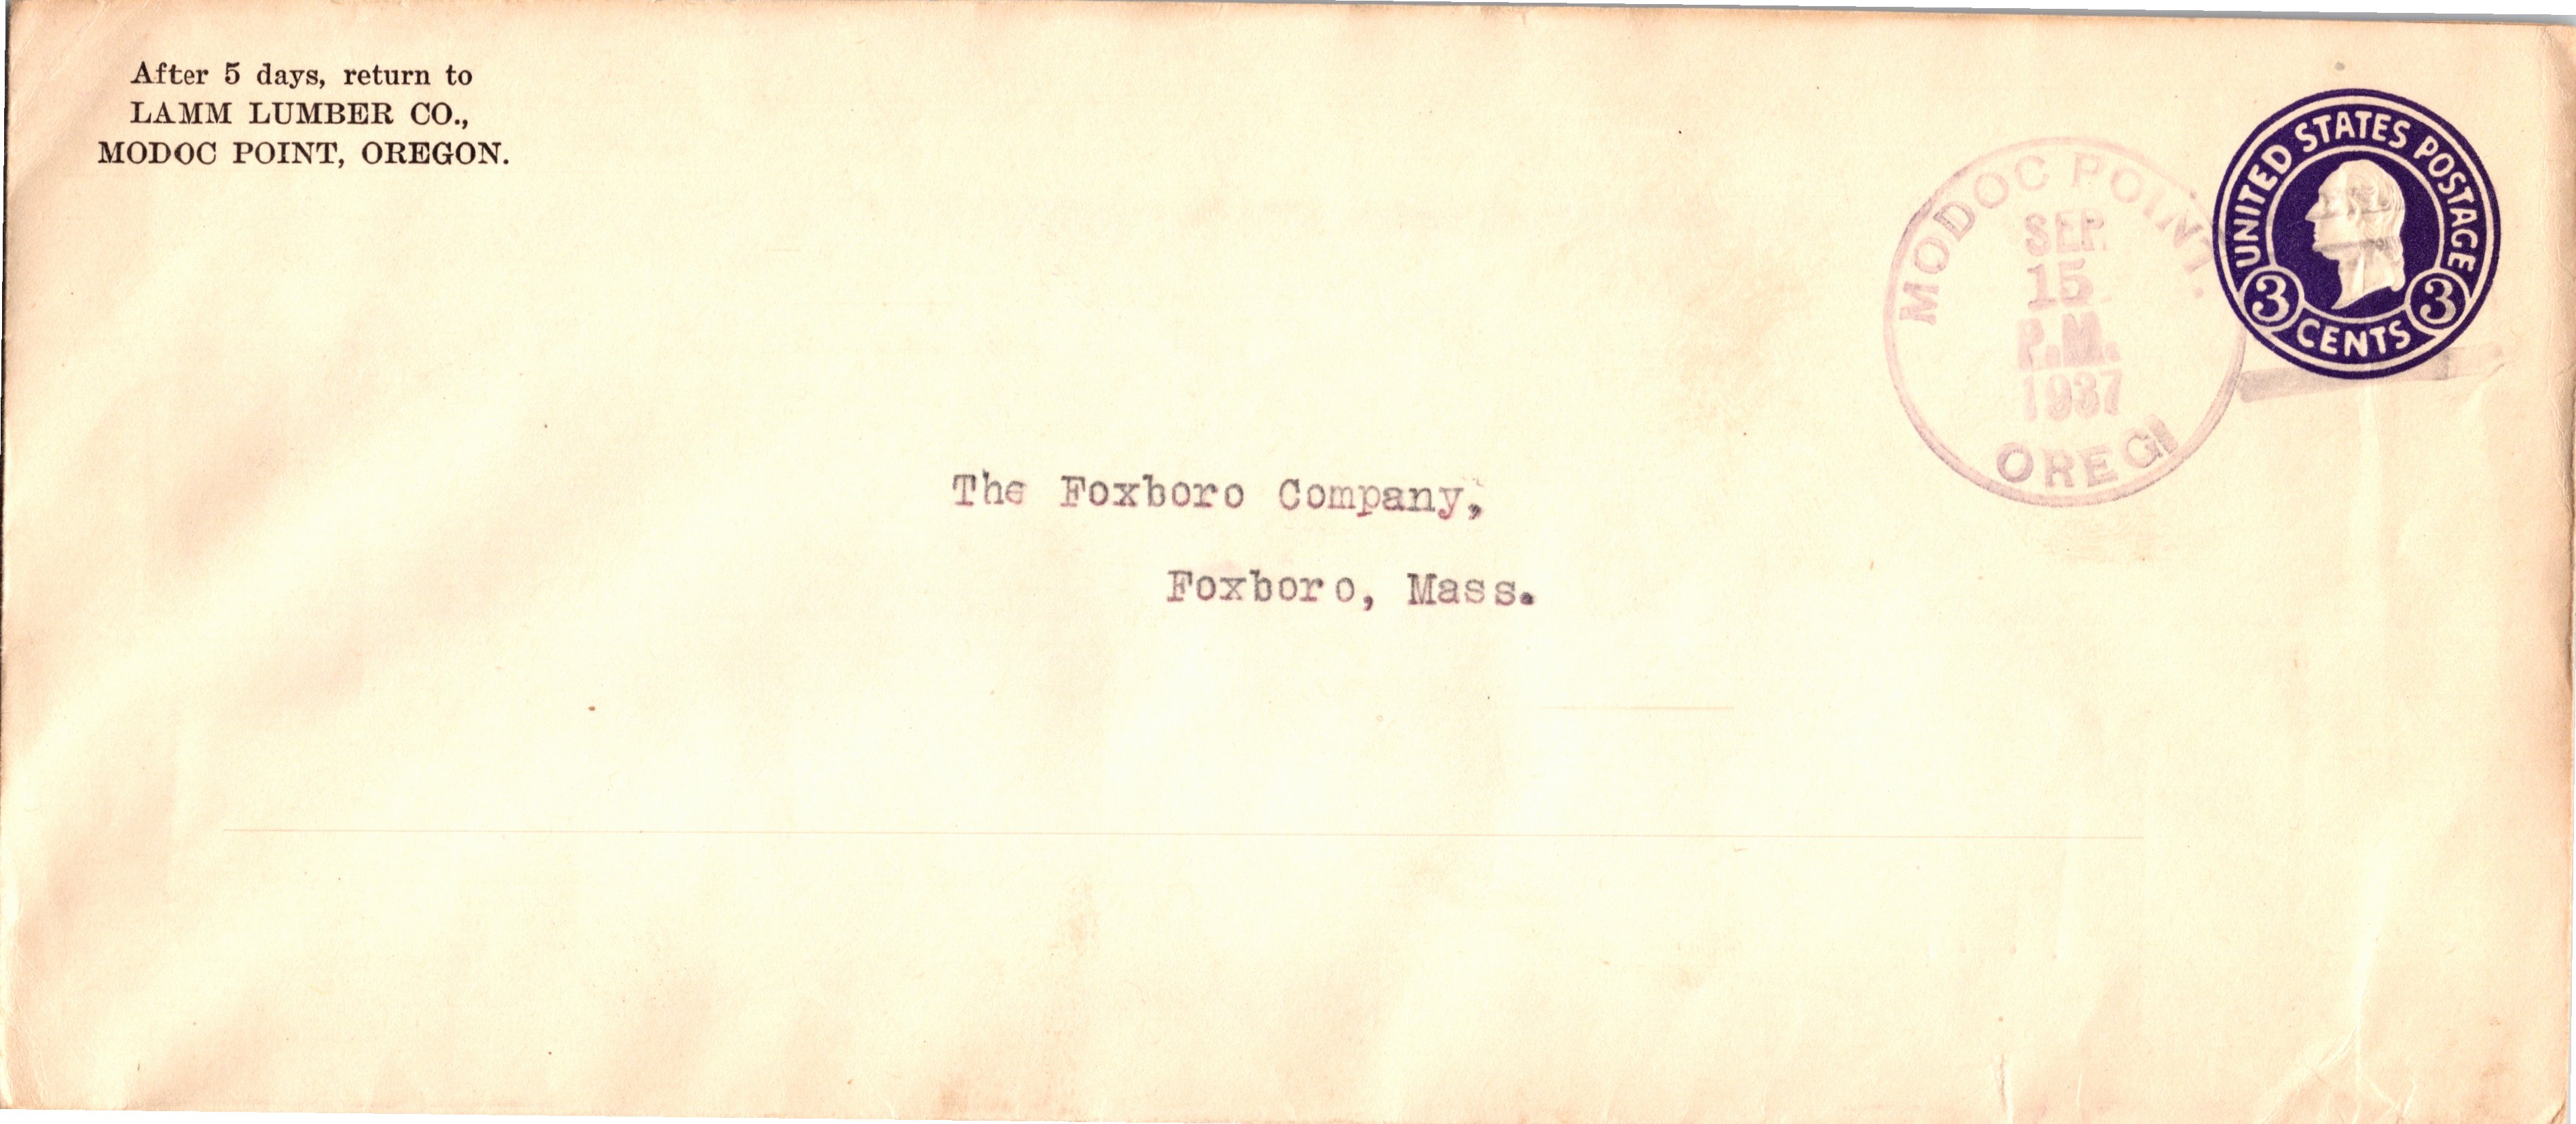 After 5 days, return to
LAMM LUMBER CO.,
MODOC POINT, OREGON.
MODOC POINT.
SEP
15
P.M.
1937
OREG
UNITED STATES POSTAGE
3 CENTS 3
The Foxboro Company,
Foxboro, Mass.